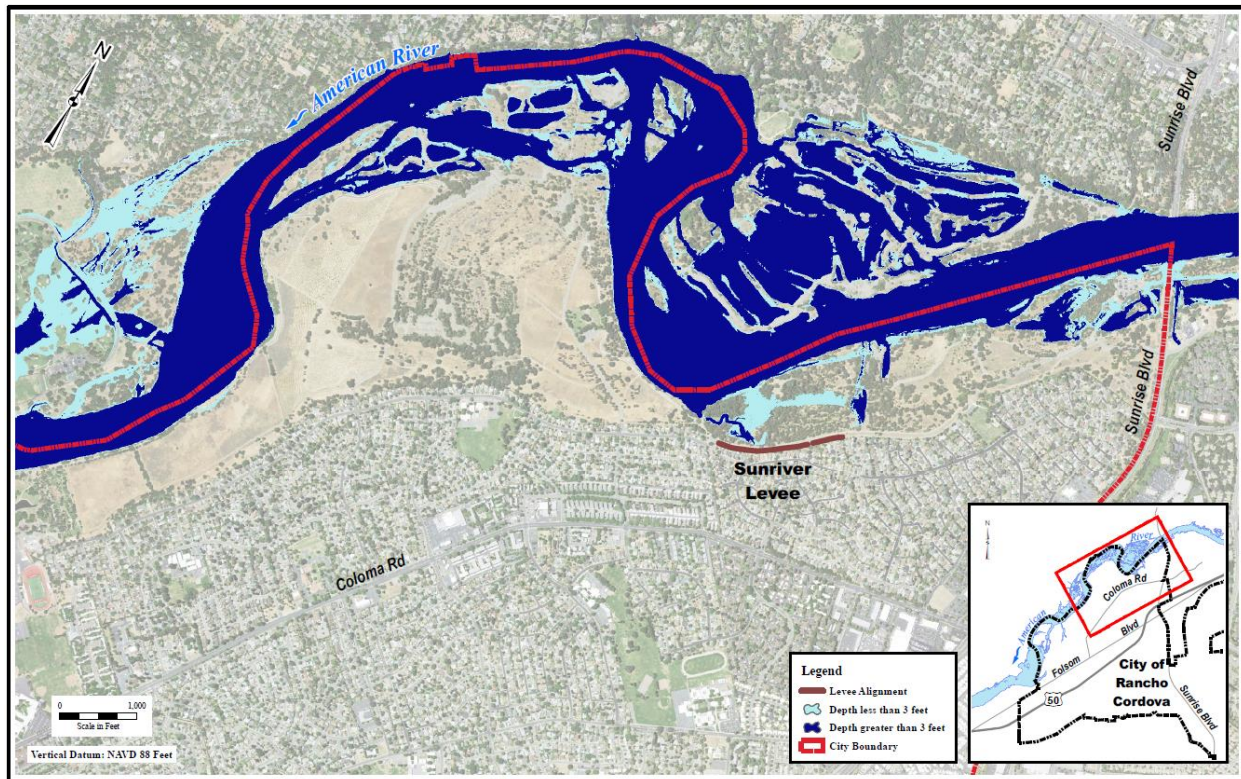 N
American River
Sunrise Blvd
Sunrise Blvd
Sunriver
Levee
Coloma Rd
0 1,000
Scale in Feet
Vertical Datum: NAVD 88 Feet
Legend
Levee Alignment
Depth less than 3 feet
Depth greater than 3 feet
City Boundary
N
River
American
Coloma Rd
Folsom
Blvd
50
City of
Rancho
Cordova
Sunrise Blvd